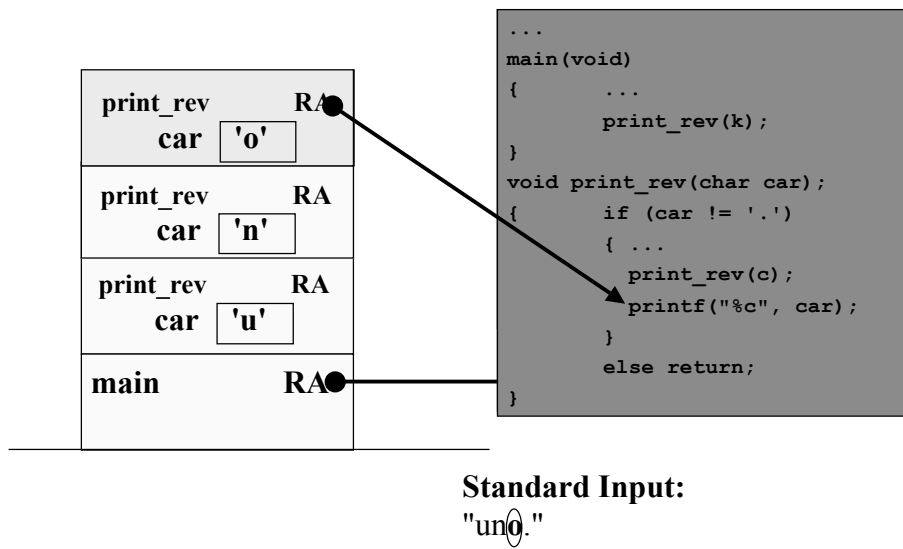 print_rev RA
car 'o'
print_rev RA
car 'n'
print_rev RA
car 'u'
main RA
...
main(void)
{ ...
print_rev(k);
}
void print_rev(char car);
{ if (car != '.')
{ ...
print_rev(c);
printf("%c", car);
}
else return;
}
Standard Input:
"uno."